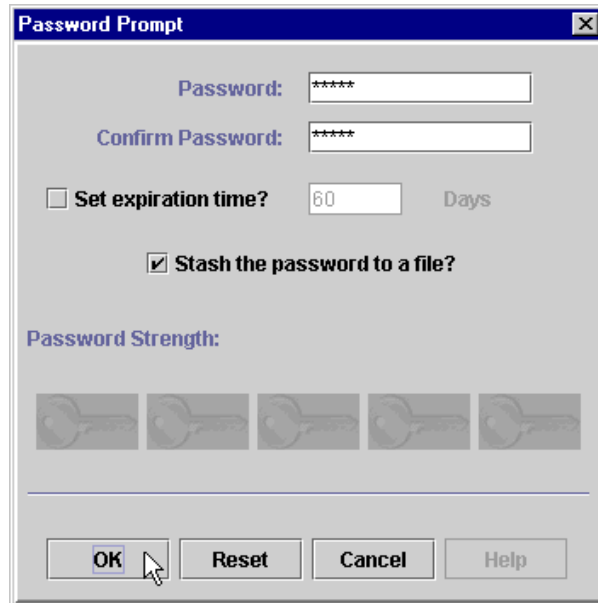 Password Prompt
Password: *****
Confirm Password: *****
Set expiration time? 60 Days
Stash the password to a file?
Password Strength:
OK Reset Cancel Help